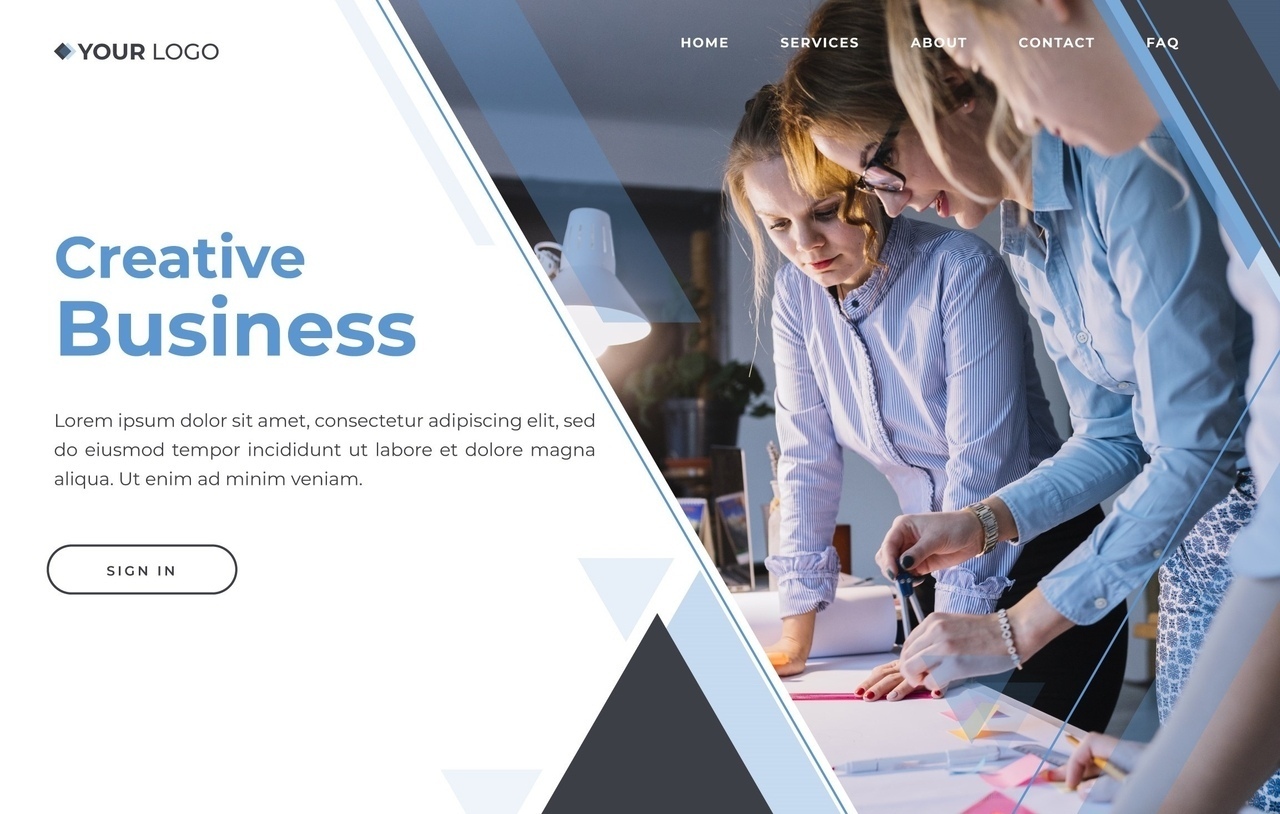 YOUR LOGO
HOME SERVICES ABOUT CONTACT FAQ
Creative
Business
Lorem ipsum dolor sit amet, consectetur adipiscing elit, sed
do eiusmod tempor incididunt ut labore et dolore magna
aliqua. Ut enim ad minim veniam.
SIGN IN